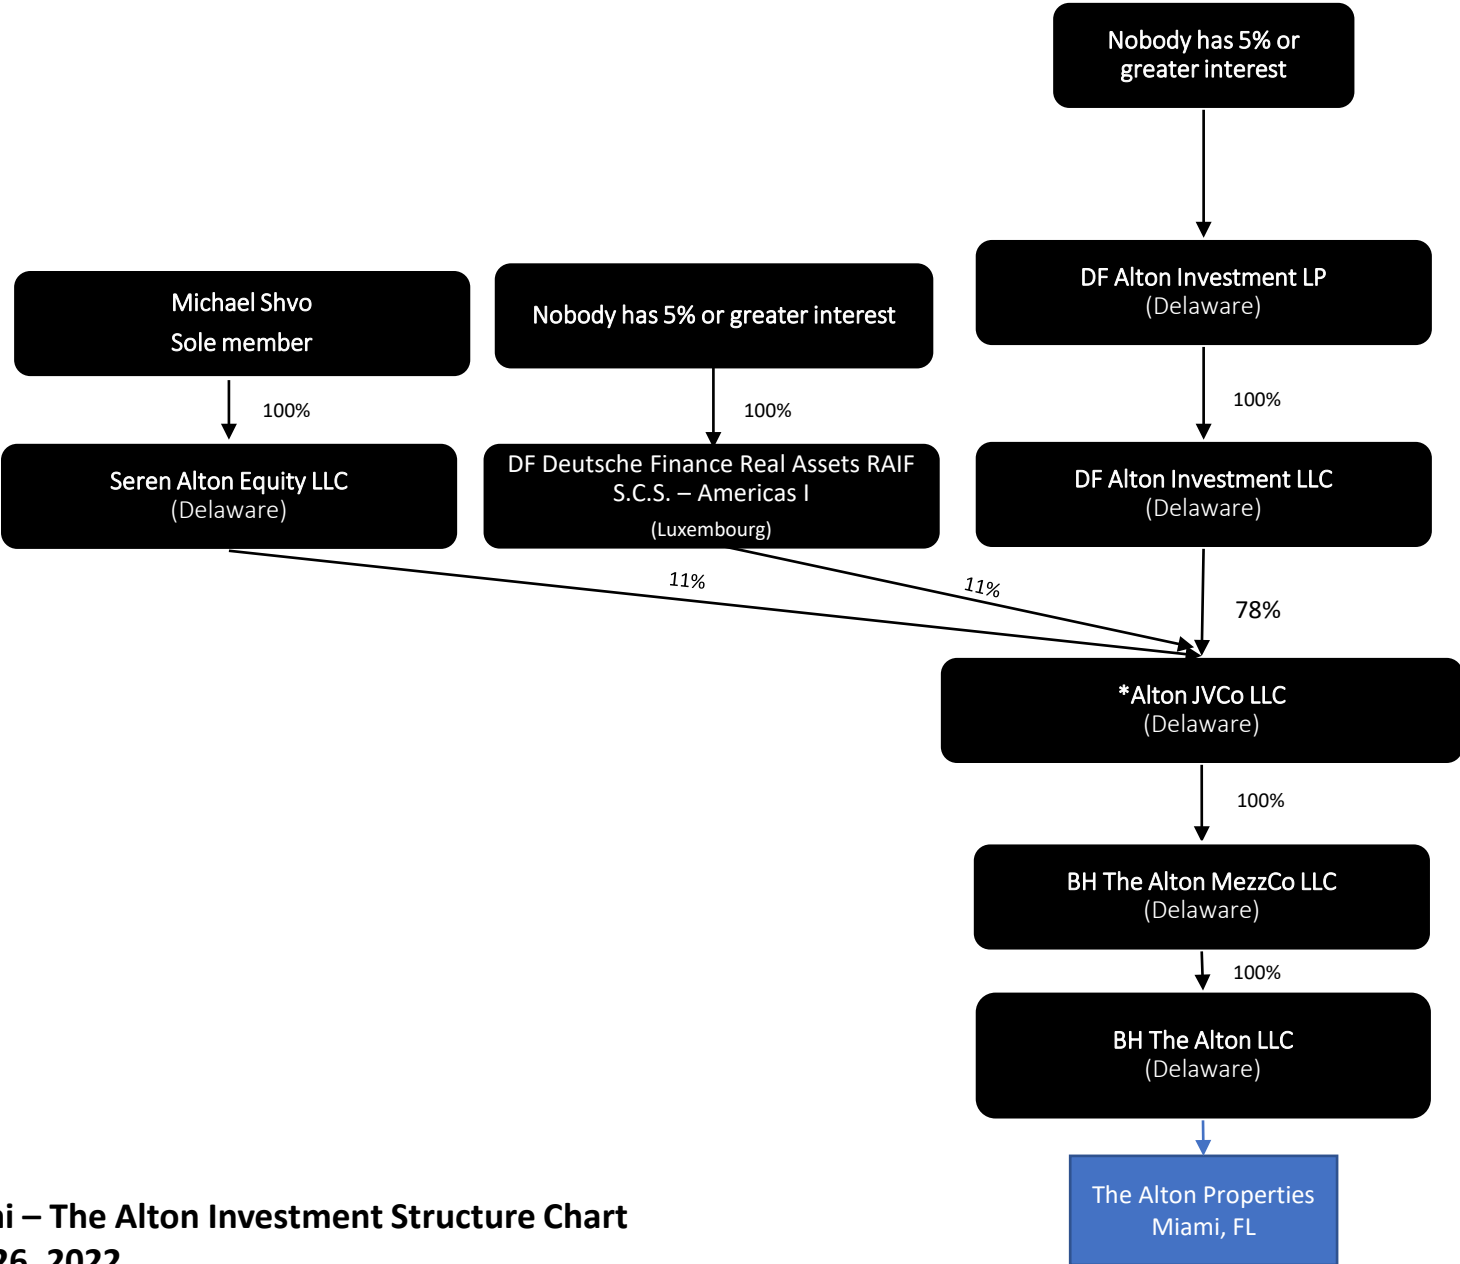 Nobody has 5% or
greater interest
DF Alton Investment LP
(Delaware)
Michael Shvo
Sole member
Nobody has 5% or greater interest
100%
100%
100%
Seren Alton Equity LLC
(Delaware)
DF Deutsche Finance Real Assets RAIF
S.C.S. – Americas I
(Luxembourg)
DF Alton Investment LLC
(Delaware)
11%
11%
78%
*Alton JVCo LLC
(Delaware)
100%
BH The Alton MezzCo LLC
(Delaware)
100%
BH The Alton LLC
(Delaware)
The Alton Properties
Miami, FL
– The Alton Investment Structure Chart
26, 2022